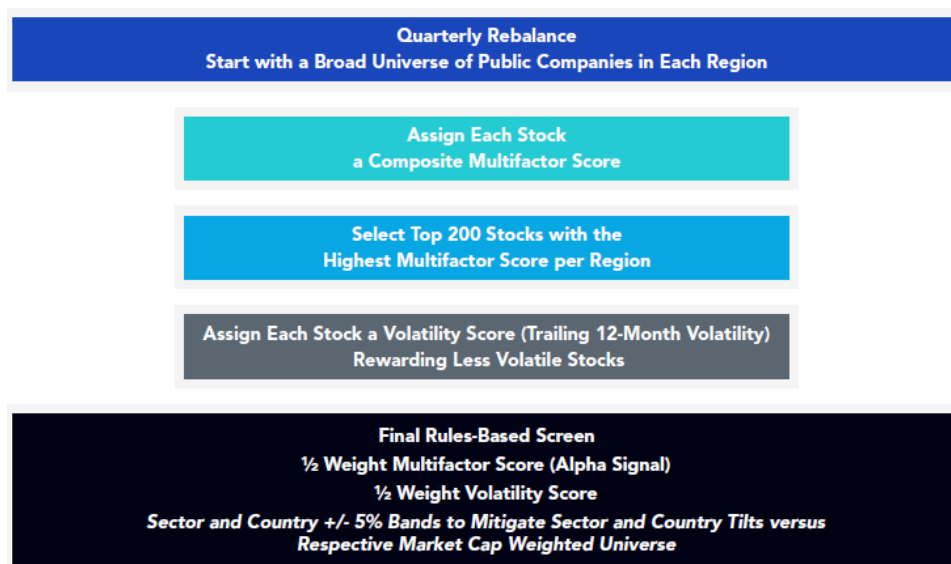 Quarterly Rebalance
Start with a Broad Universe of Public Companies in Each Region
Assign Each Stock
a Composite Multifactor Score
Select Top 200 Stocks with the
Highest Multifactor Score per Region
Assign Each Stock a Volatility Score (Trailing 12-Month Volatility)
Rewarding Less Volatile Stocks
Final Rules-Based Screen
½ Weight Multifactor Score (Alpha Signal)
½ Weight Volatility Score
Sector and Country +/- 5% Bands to Mitigate Sector and Country Tilts versus
Respective Market Cap Weighted Universe